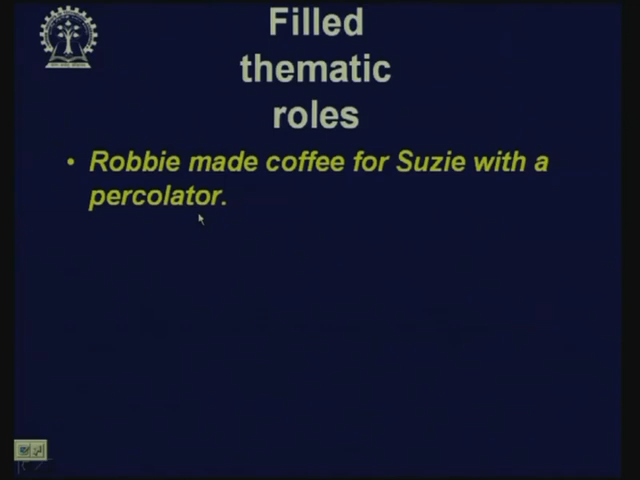 Filled
thematic
roles
• Robbie made coffee for Suzie with a
percolator.